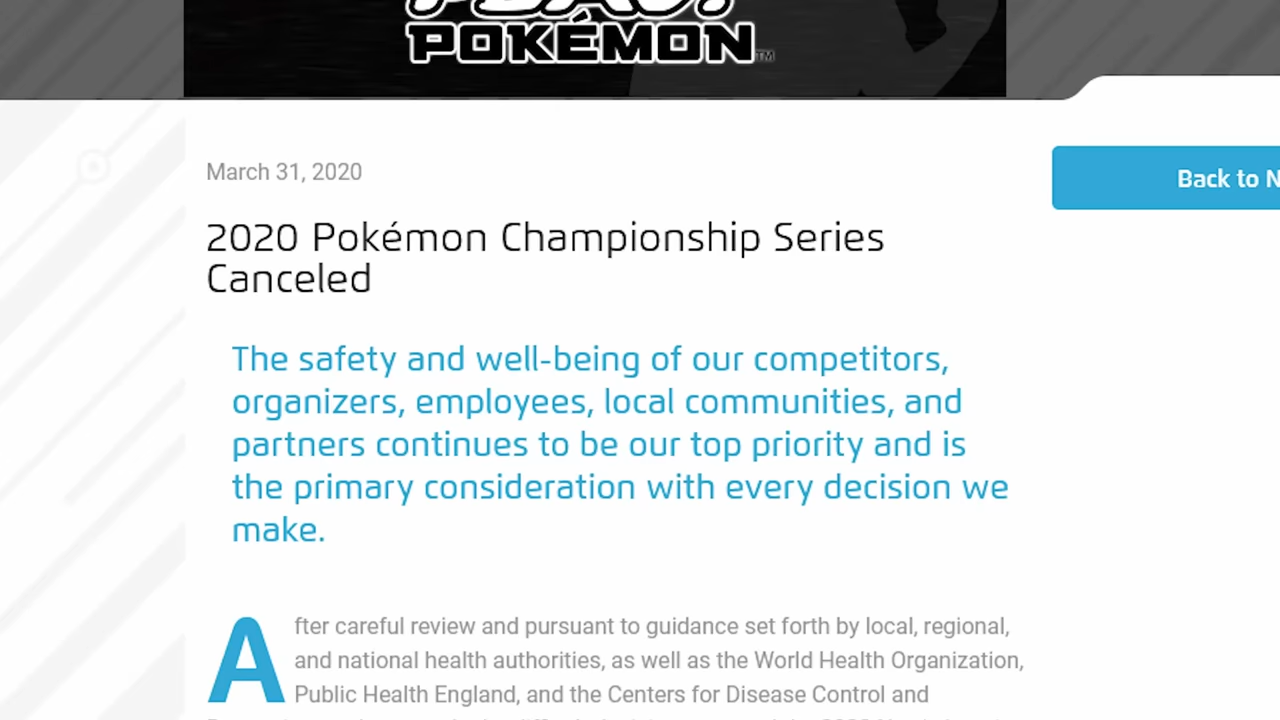 PLAY!
POKÉMON™
March 31, 2020
Back to N
2020 Pokémon Championship Series
Canceled
The safety and well-being of our competitors,
organizers, employees, local communities, and
partners continues to be our top priority and is
the primary consideration with every decision we
make.
After careful review and pursuant to guidance set forth by local, regional,
and national health authorities, as well as the World Health Organization,
Public Health England, and the Centers for Disease Control and